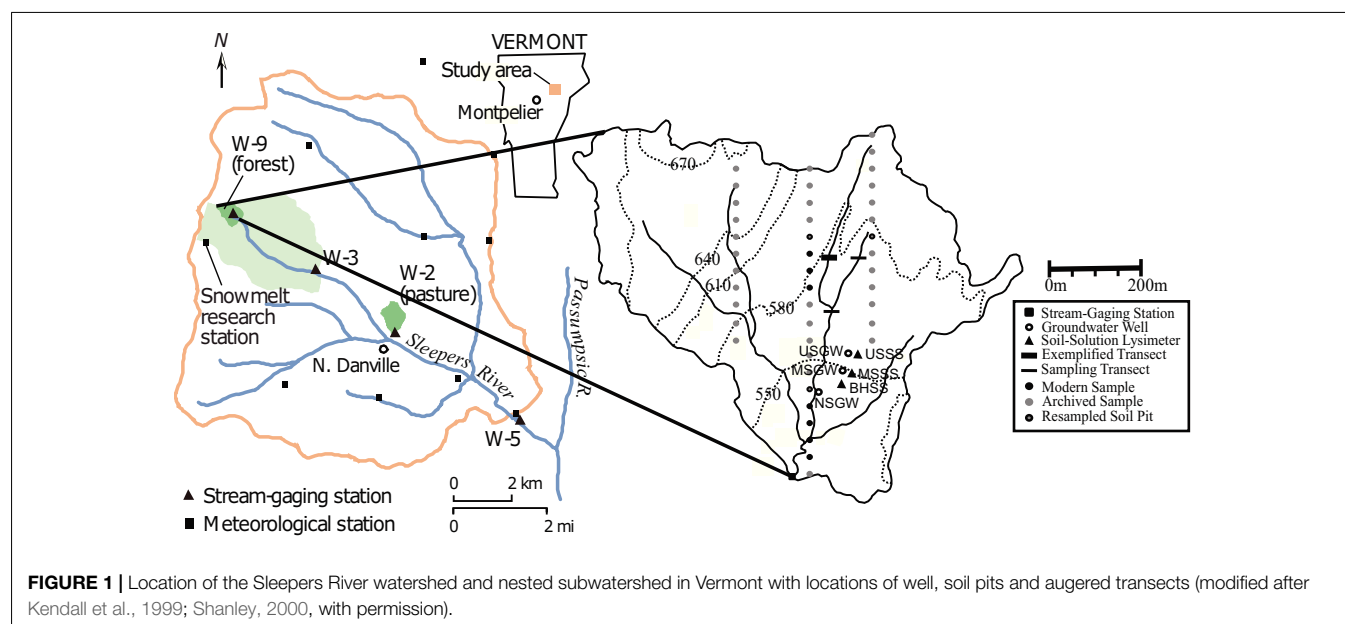 N
VERMONT
Study area
Montpelier
W-9
(forest)
W-3
W-2
(pasture)
Snowmelt
research
station
N. Danville
Sleepers River
Passumpsic R.
W-5
Stream-gaging station
Meteorological station
0 2 km
0 2 mi
670
640
610
580
550
USGW
USSS
MSGW
MSSS
BHSS
NSGW
0m 200m
Stream-Gaging Station
Groundwater Well
Soil-Solution Lysimeter
Exemplified Transect
Sampling Transect
Modern Sample
Archived Sample
Resampled Soil Pit
FIGURE 1 | Location of the Sleepers River watershed and nested subwatershed in Vermont with locations of well, soil pits and augered transects (modified after
Kendall et al., 1999; Shanley, 2000, with permission).